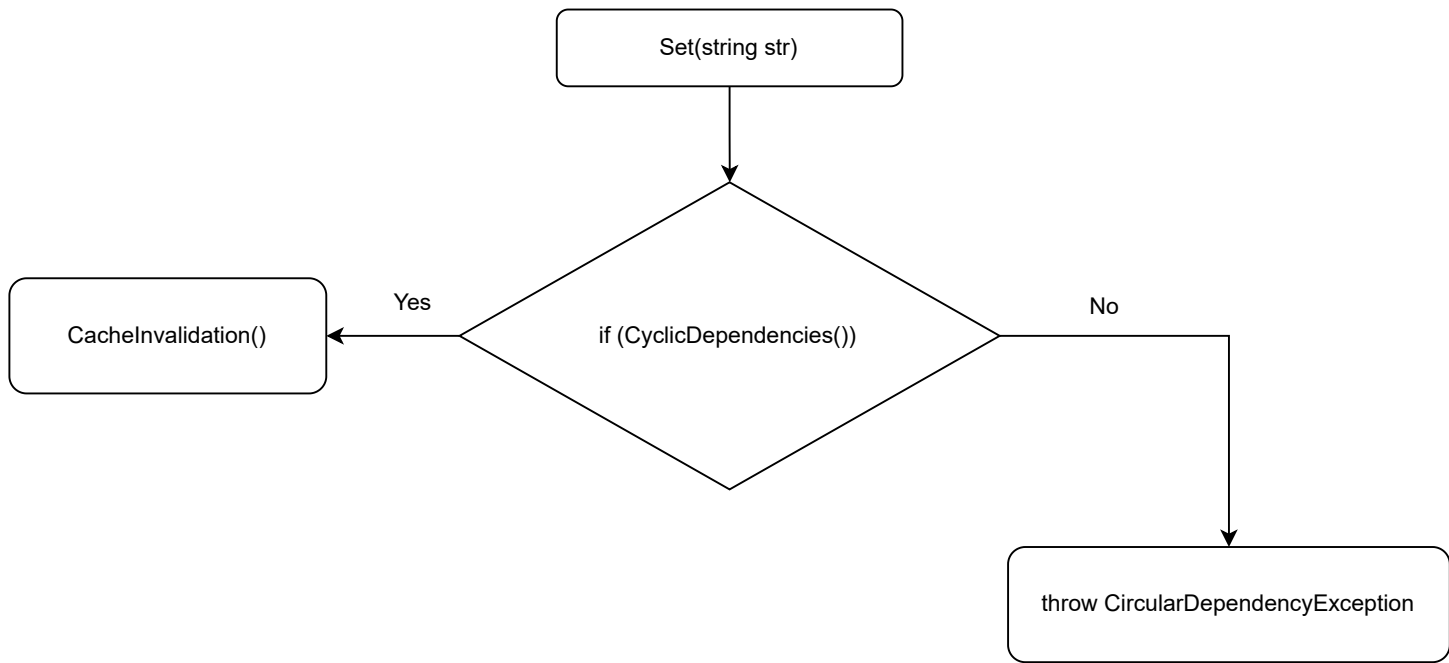 Set(string str)
Yes
No
CacheInvalidation()
if (CyclicDependencies())
throw CircularDependencyException